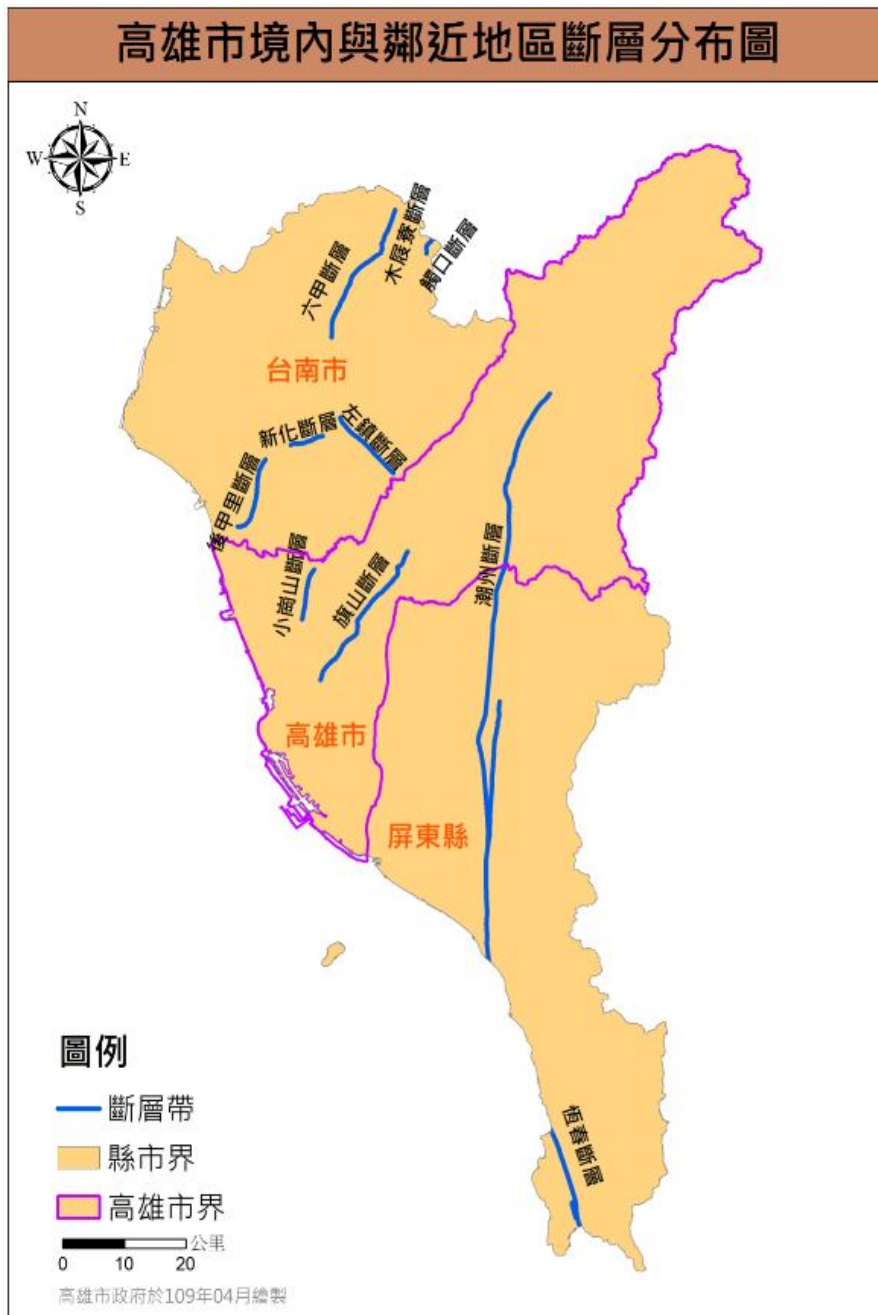 高雄市境內與鄰近地區斷層分布圖
N
W
E
S
六甲斷層
木屐寮斷層
觸口斷層
台南市
新化斷層
左鎮斷層
後甲里斷層
小崗山斷層
旗山斷層
潮州斷層
高雄市
屏東縣
恆春斷層
圖例
斷層帶
縣市界
高雄市界
公里
0 10 20
高雄市政府於109年04月繪製